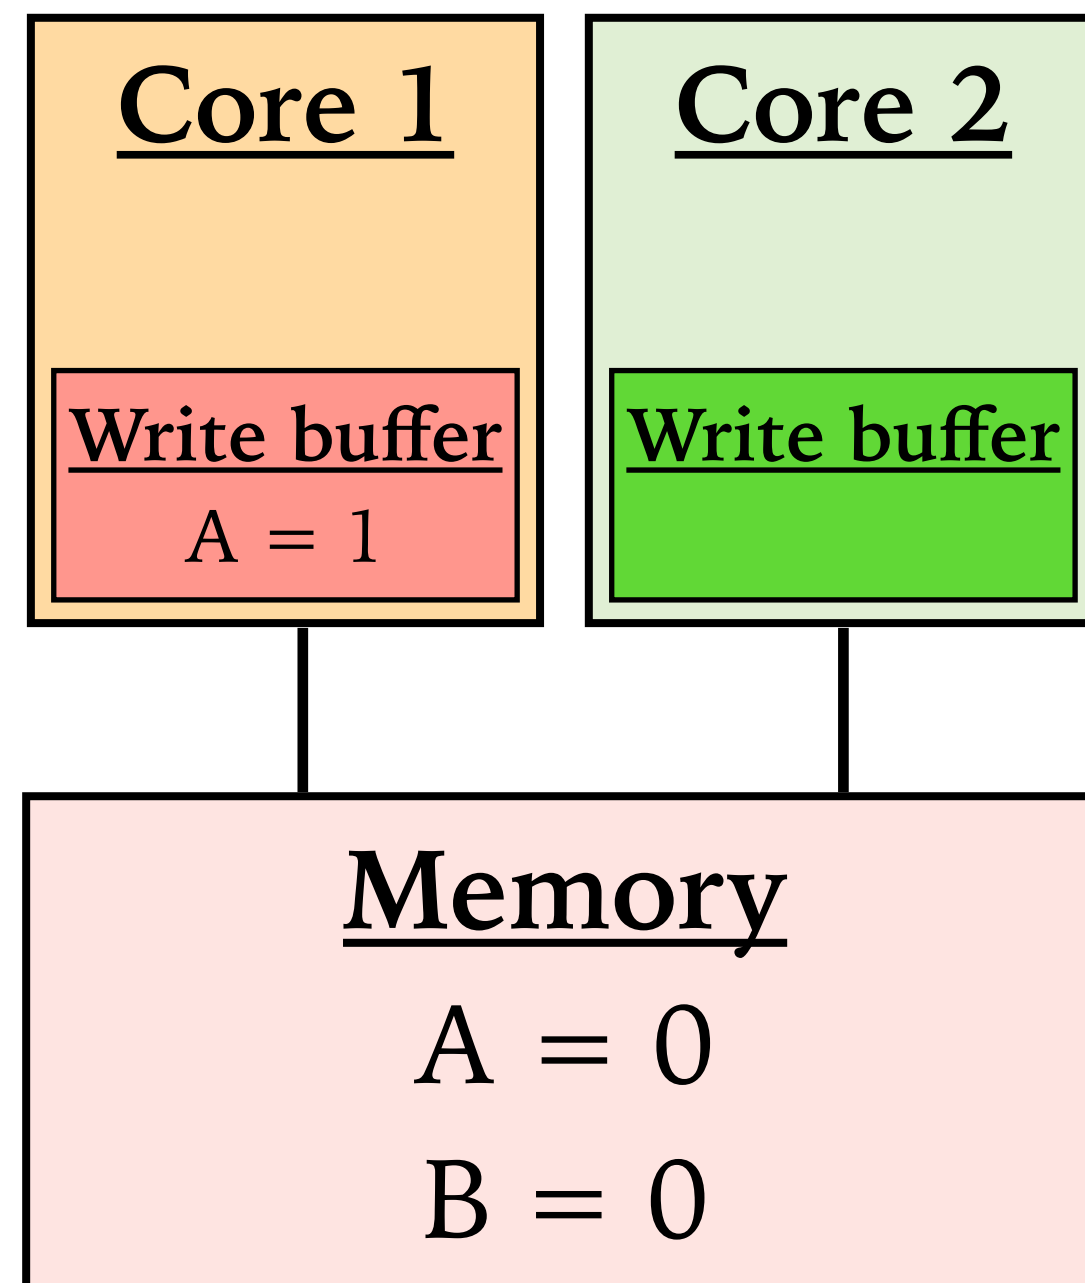 Core 1
Core 2
Write buffer
A = 1
Write buffer
Memory
A = 0
B = 0